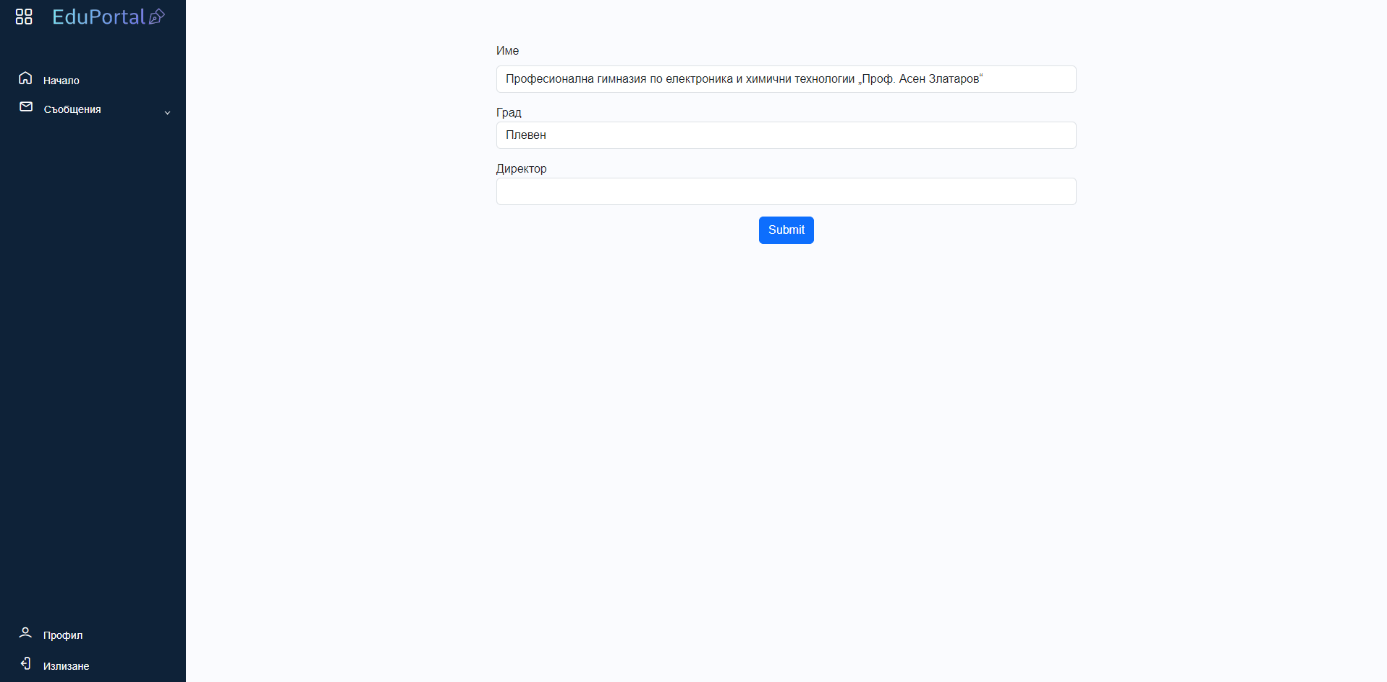 EduPortal
Начало
Съобщения
Име
Професионална гимназия по електроника и химични технологии „Проф. Асен Златаров“
Град
Плевен
Директор
Submit
Профил
Излизане